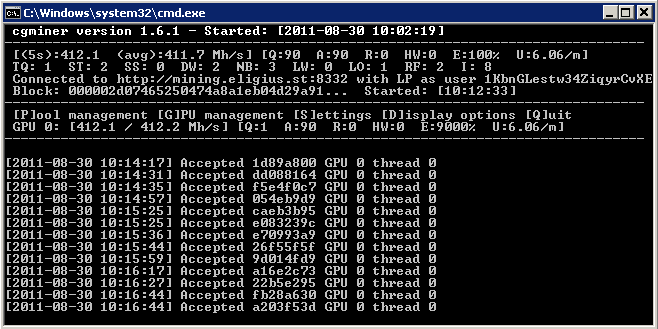 C:\Windows\system32\cmd.exe
cgminer version 1.6.1 - Started: [2011-08-30 10:02:19]
[(5s):412.1 (avg):411.7 Mh/s] [Q:90 A:90 R:0 HW:0 E:100% U:6.06/m]
TQ: 1 ST: 2 SS: 0 DW: 2 NB: 3 LW: 0 LO: 1 RF: 2 I: 8
Connected to http://mining.eligius.st:8332 with LP as user 1KbnGLestw34ZiqyrCvXE
Block: 000002d07465250474a8a1eb04d29a91... Started: [10:12:33]
[P]ool management [G]PU management [S]ettings [D]isplay options [Q]uit
GPU 0: [412.1 / 412.2 Mh/s] [Q:1 A:90 R:0 HW:0 E:9000% U:6.06/m]
[2011-08-30 10:14:17] Accepted 1d89a800 GPU 0 thread 0
[2011-08-30 10:14:31] Accepted dd088164 GPU 0 thread 0
[2011-08-30 10:14:35] Accepted f5e4f0c7 GPU 0 thread 0
[2011-08-30 10:14:57] Accepted 054eb9d9 GPU 0 thread 0
[2011-08-30 10:15:25] Accepted caeb3b95 GPU 0 thread 0
[2011-08-30 10:15:25] Accepted e083239c GPU 0 thread 0
[2011-08-30 10:15:36] Accepted e70993a9 GPU 0 thread 0
[2011-08-30 10:15:44] Accepted 26f55f5f GPU 0 thread 0
[2011-08-30 10:15:59] Accepted 9d014fd9 GPU 0 thread 0
[2011-08-30 10:16:17] Accepted a16e2c73 GPU 0 thread 0
[2011-08-30 10:16:27] Accepted 22b5e295 GPU 0 thread 0
[2011-08-30 10:16:44] Accepted fb28a630 GPU 0 thread 0
[2011-08-30 10:16:44] Accepted a203f53d GPU 0 thread 0